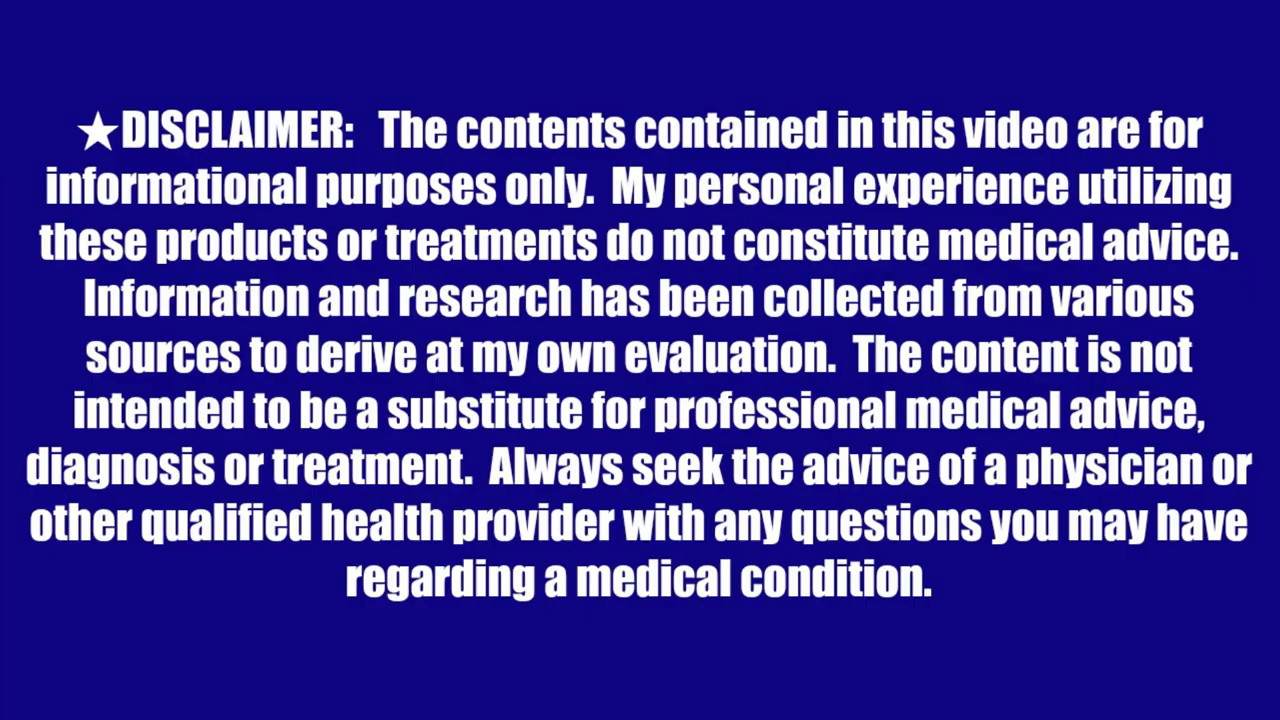 ★DISCLAIMER: The contents contained in this video are for
informational purposes only. My personal experience utilizing
these products or treatments do not constitute medical advice.
Information and research has been collected from various
sources to derive at my own evaluation. The content is not
intended to be a substitute for professional medical advice,
diagnosis or treatment. Always seek the advice of a physician or
other qualified health provider with any questions you may have
regarding a medical condition.